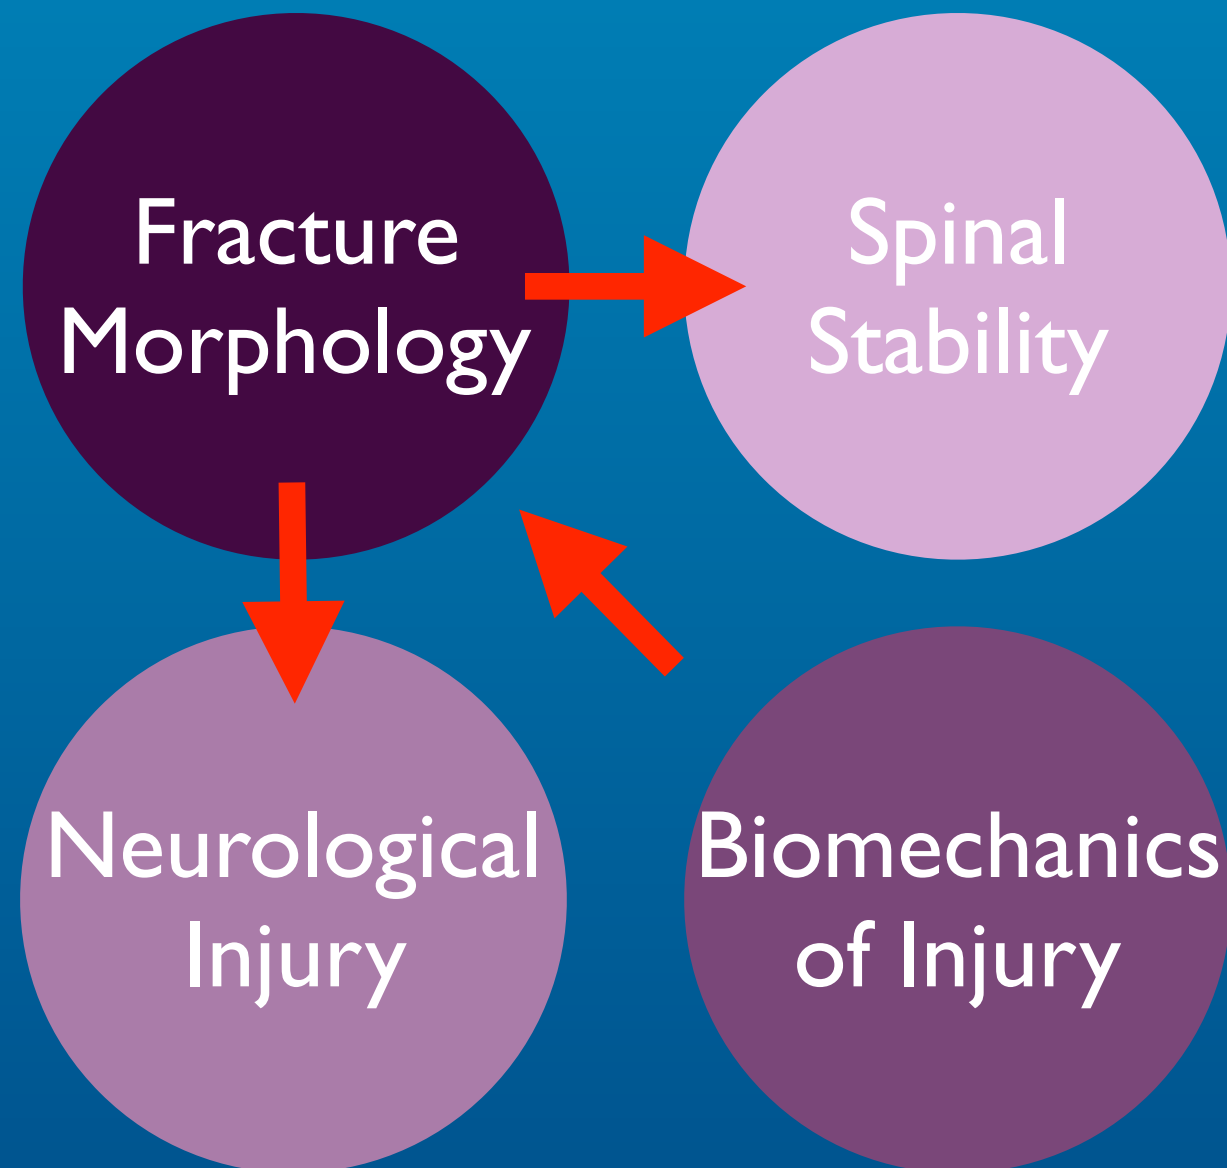 Fracture
Morphology
Spinal
Stability
Neurological
Injury
Biomechanics
of Injury